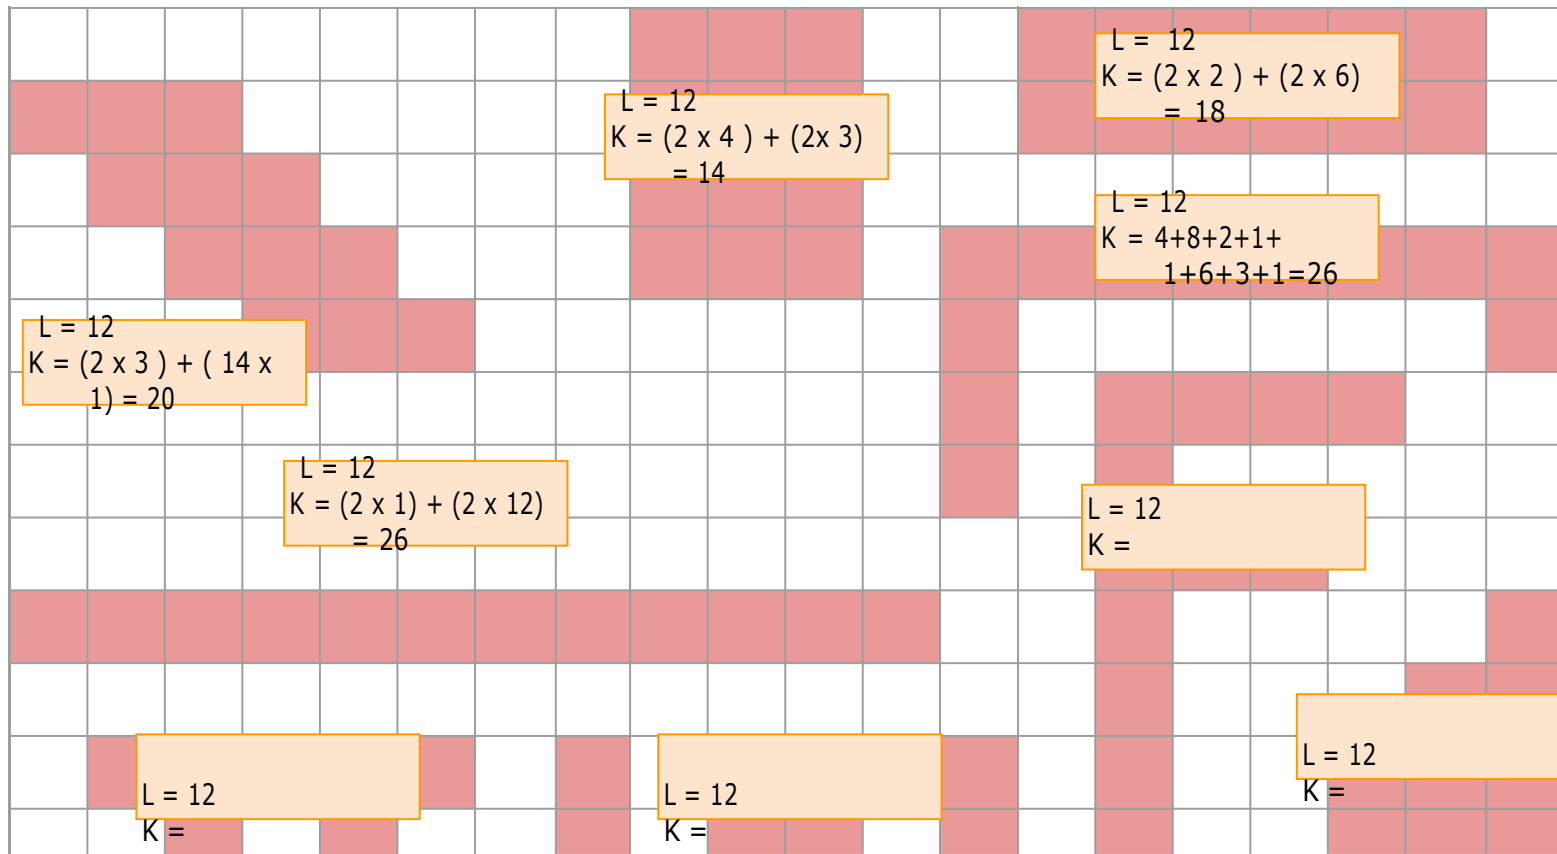 L = 12
K = (2 x 2 ) + (2 x 6)
= 18
L = 12
K = (2 x 4 ) + (2x 3)
= 14
L = 12
K = 4+8+2+1+
1+6+3+1=26
L = 12
K = (2 x 3 ) + ( 14 x
1) = 20
L = 12
K = (2 x 1) + (2 x 12)
= 26
L = 12
K =
L = 12
K =
L = 12
K =
L = 12
K =